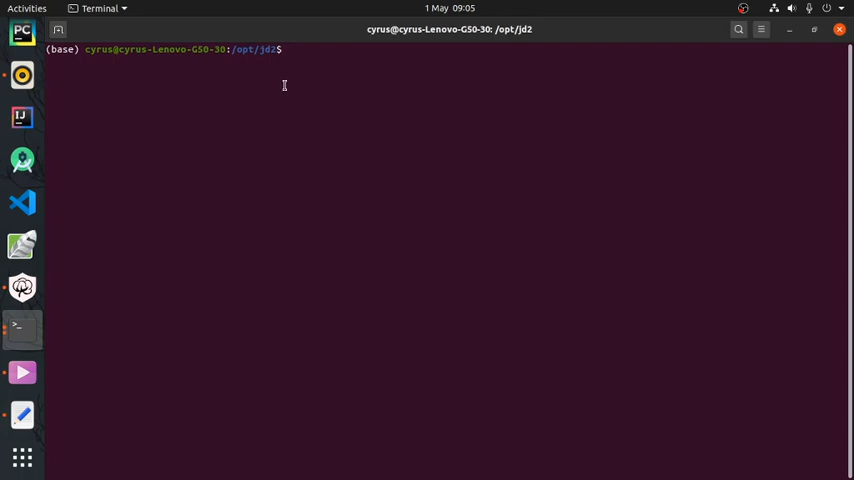 Activities Terminal 1 May 09:05
cyrus@cyrus-Lenovo-G50-30: /opt/jd2
(base) cyrus@cyrus-Lenovo-G50-30:/opt/jd2$
PC
IJ
>_